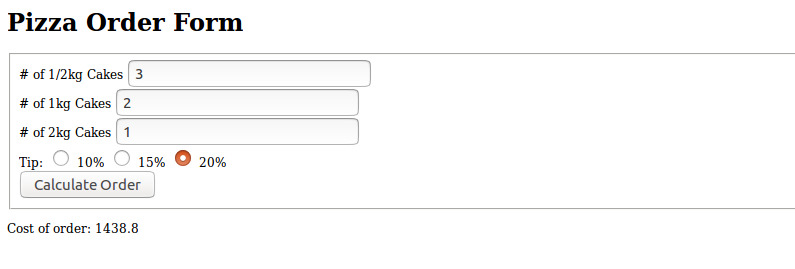 Pizza Order Form
# of 1/2kg Cakes 3
# of 1kg Cakes 2
# of 2kg Cakes 1
Tip: 10% 15% 20%
Calculate Order
Cost of order: 1438.8